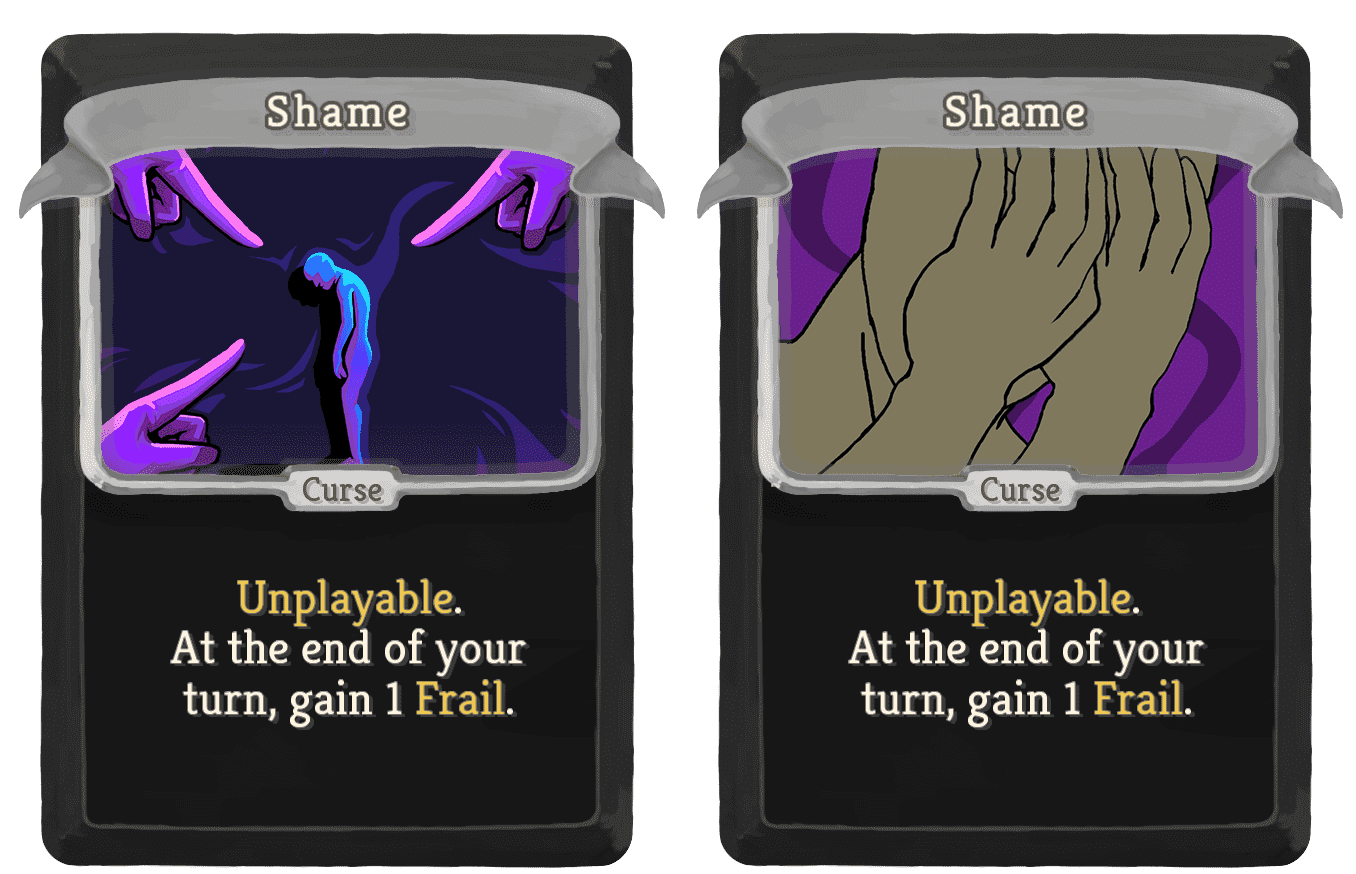 Shame
Curse
Unplayable.
At the end of your
turn, gain 1 Frail.
Shame
Curse
Unplayable.
At the end of your
turn, gain 1 Frail.